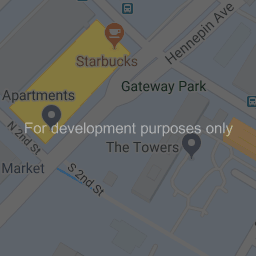 Hennepin Ave
Starbucks
Gateway Park
Apartments
For development purposes only
N 2nd St
The Towers
Market
S 2nd St